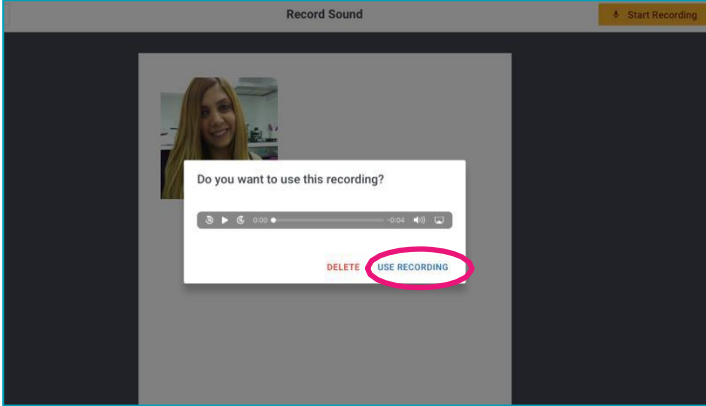 Record Sound
Start Recording
Do you want to use this recording?
0:00
-0:04
DELETE
USE RECORDING